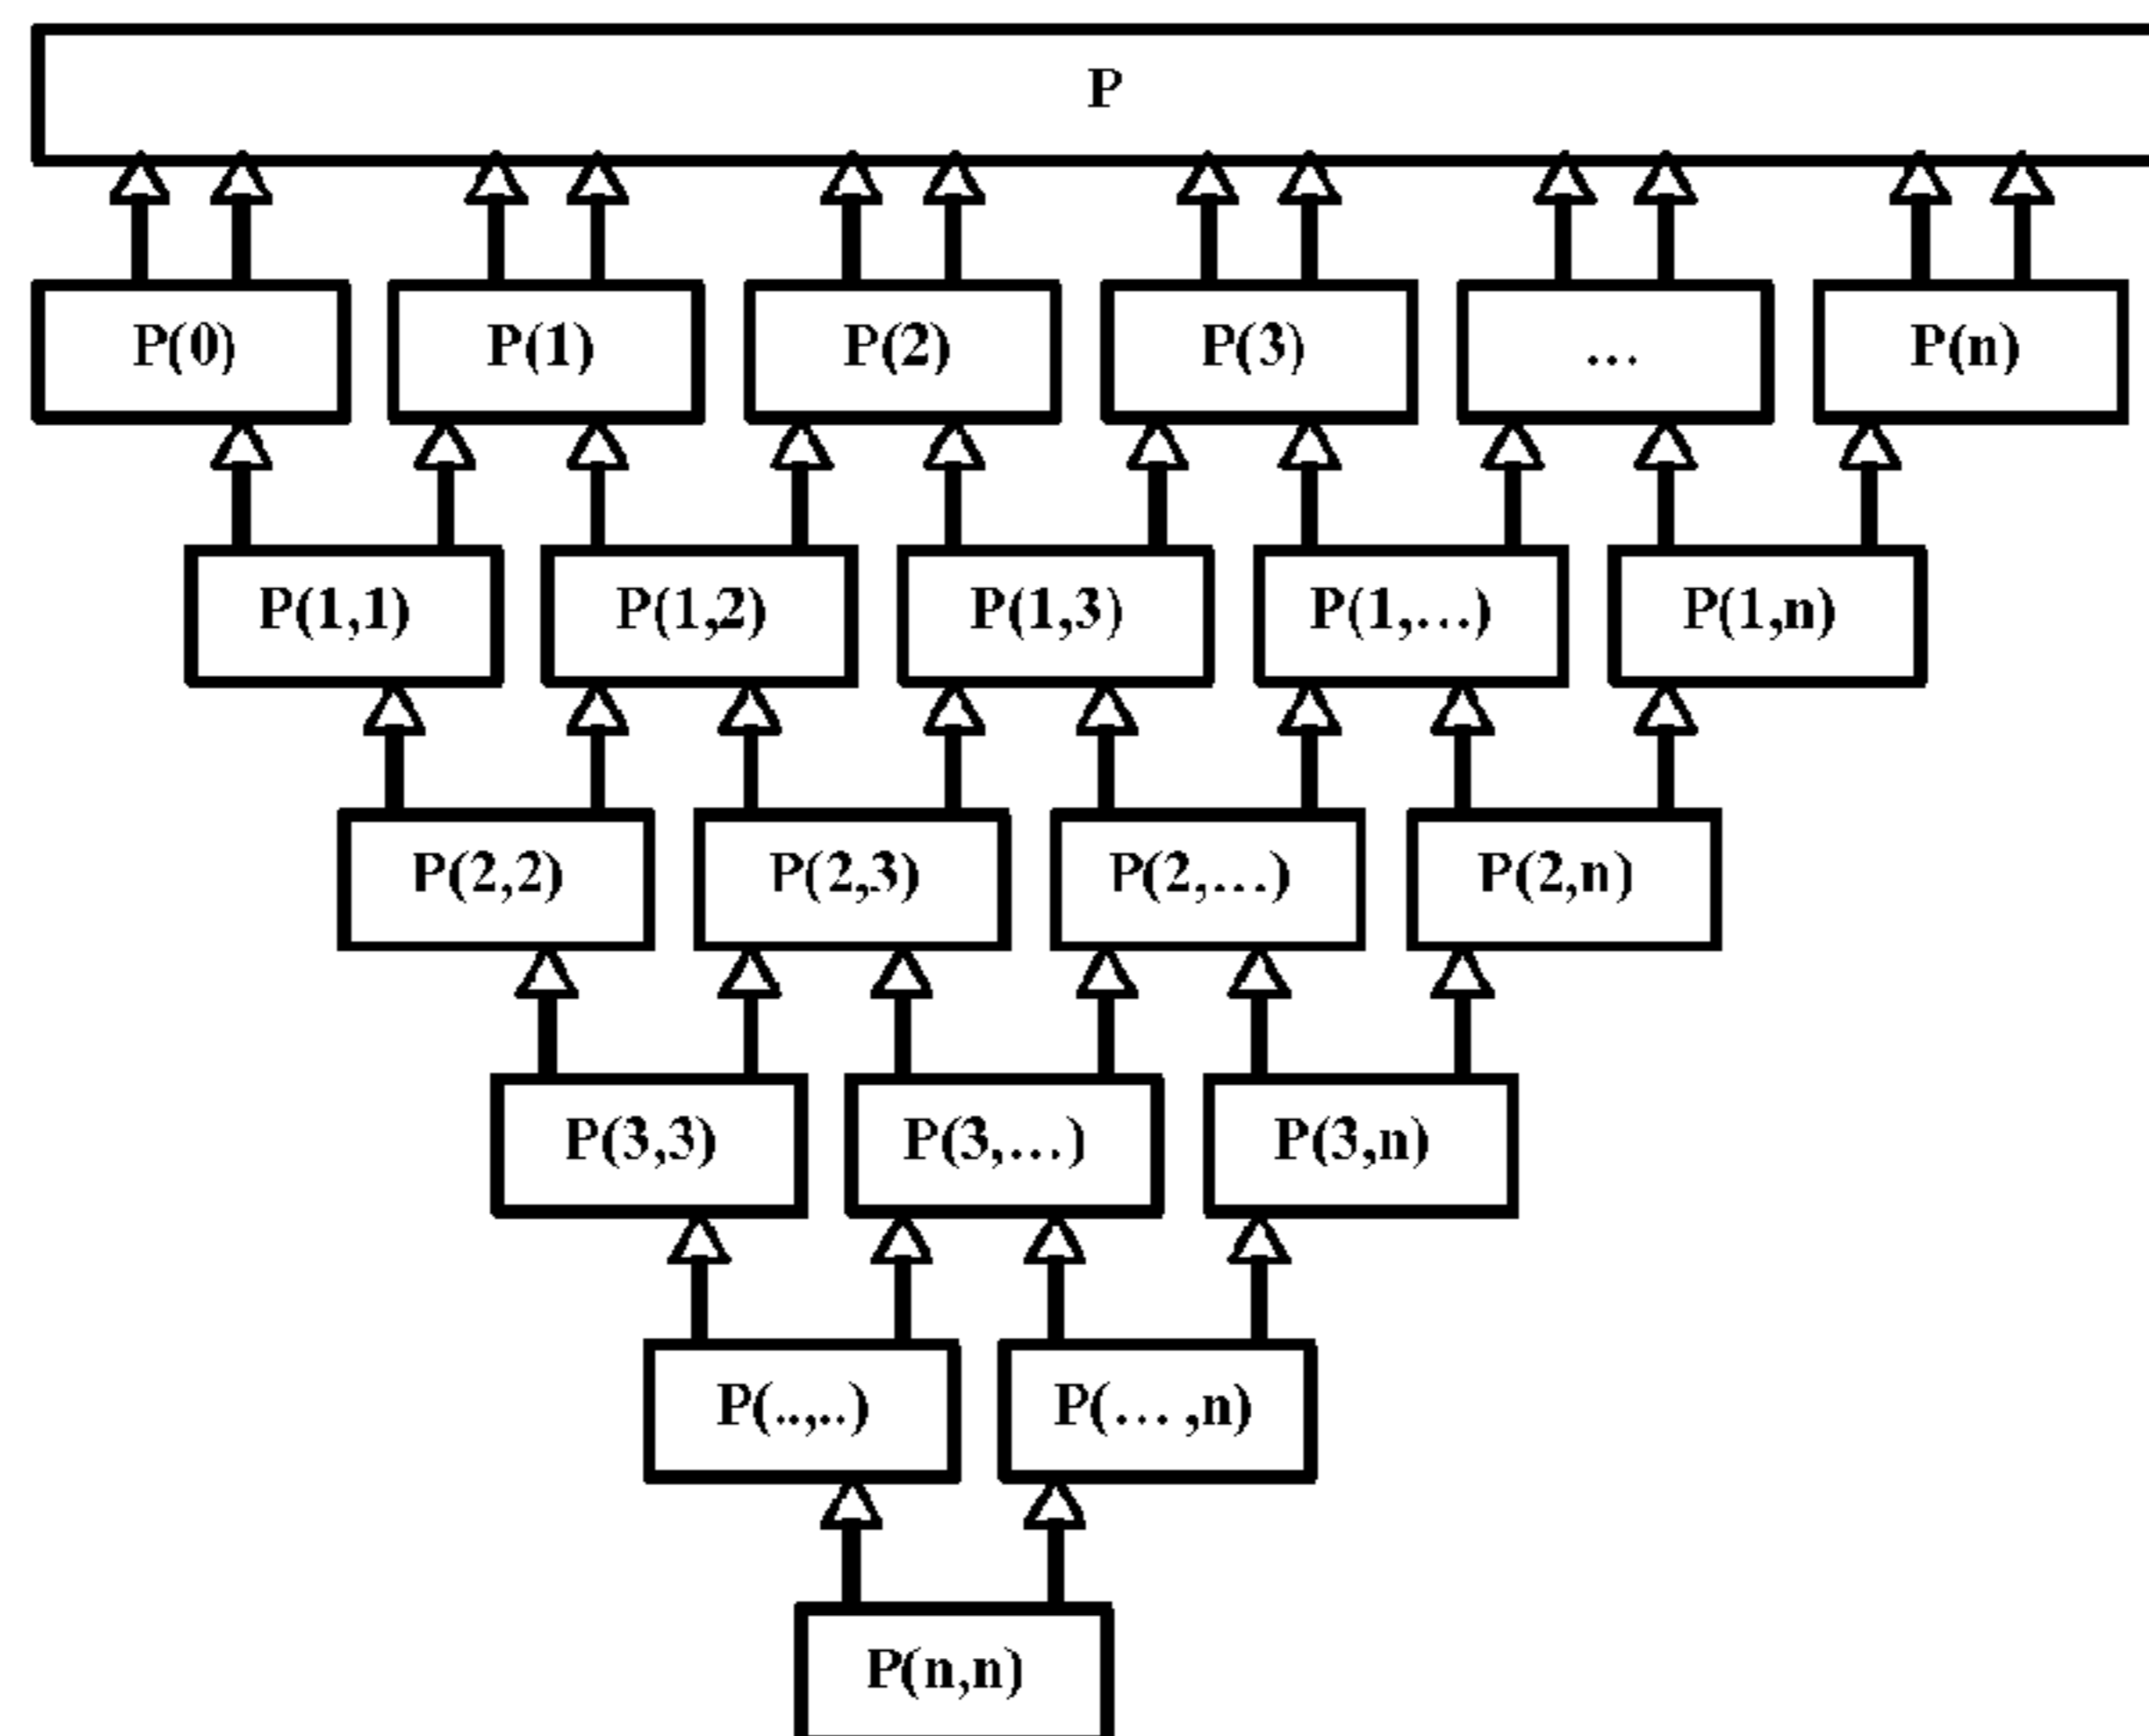 P
P(0) P(1) P(2) P(3) ... P(n)
P(1,1) P(1,2) P(1,3) P(1,...) P(1,n)
P(2,2) P(2,3) P(2,...) P(2,n)
P(3,3) P(3,...) P(3,n)
P(..,..) P(...,n)
P(n,n)